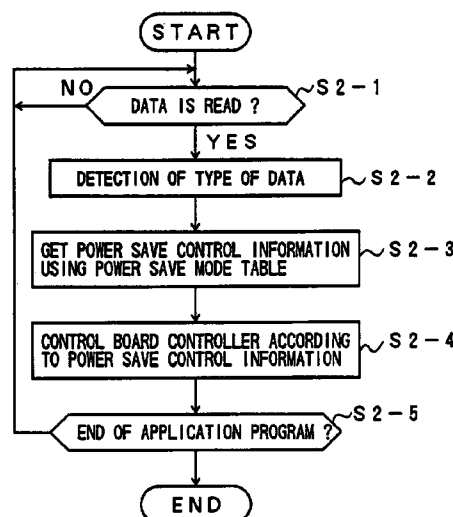 START
NO
DATA IS READ ?
S2-1
YES
DETECTION OF TYPE OF DATA
S2-2
GET POWER SAVE CONTROL INFORMATION
USING POWER SAVE MODE TABLE
S2-3
CONTROL BOARD CONTROLLER ACCORDING
TO POWER SAVE CONTROL INFORMATION
S2-4
END OF APPLICATION PROGRAM ?
S2-5
END